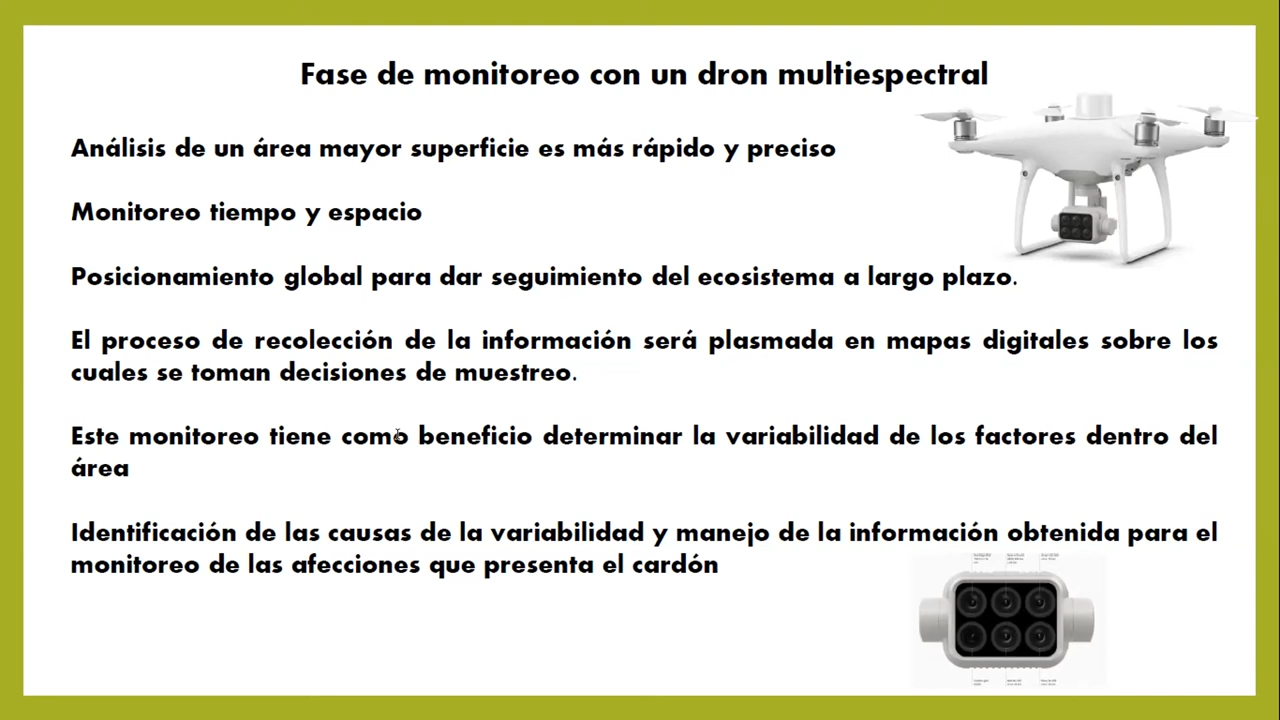 Fase de monitoreo con un dron multiespectral
Análisis de un área mayor superficie es más rápido y preciso
Monitoreo tiempo y espacio
Posicionamiento global para dar seguimiento del ecosistema a largo plazo.
El proceso de recolección de la información será plasmada en mapas digitales sobre los
cuales se toman decisiones de muestreo.
Este monitoreo tiene como beneficio determinar la variabilidad de los factores dentro del
área
Identificación de las causas de la variabilidad y manejo de la información obtenida para el
monitoreo de las afecciones que presenta el cardón